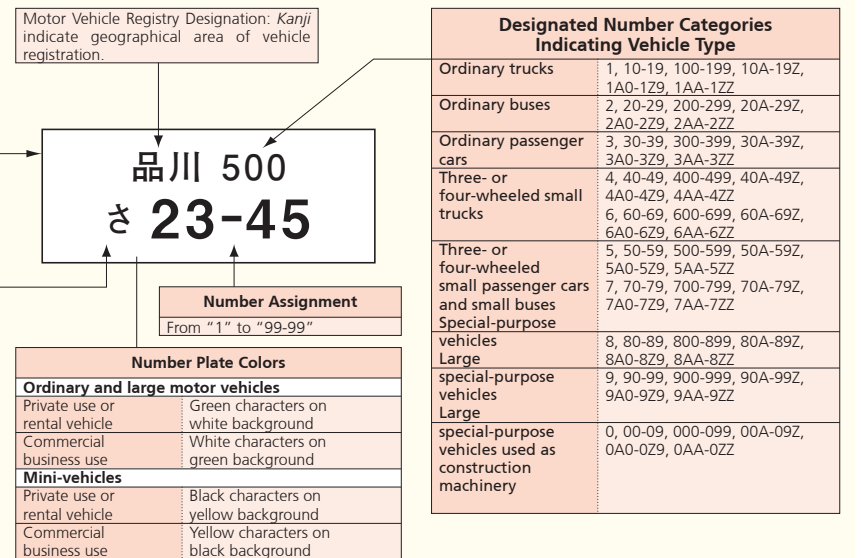 Motor Vehicle Registry Designation: Kanji
indicate geographical area of vehicle
registration.
品川 500
さ 23-45
Number Assignment
From “1” to “99-99”
Number Plate Colors
Ordinary and large motor vehicles
Private use or
rental vehicle
Green characters on
white background
Commercial
business use
White characters on
green background
Mini-vehicles
Private use or
rental vehicle
Black characters on
yellow background
Commercial
business use
Yellow characters on
black background
Designated Number Categories
Indicating Vehicle Type
Ordinary trucks
1, 10-19, 100-199, 10A-19Z,
1A0-1Z9, 1AA-1ZZ
Ordinary buses
2, 20-29, 200-299, 20A-29Z,
2A0-2Z9, 2AA-2ZZ
Ordinary passenger
cars
3, 30-39, 300-399, 30A-39Z,
3A0-3Z9, 3AA-3ZZ
Three- or
four-wheeled small
trucks
4, 40-49, 400-499, 40A-49Z,
4A0-4Z9, 4AA-4ZZ
6, 60-69, 600-699, 60A-69Z,
6A0-6Z9, 6AA-6ZZ
Three- or
four-wheeled
small passenger cars
and small buses
Special-purpose
5, 50-59, 500-599, 50A-59Z,
5A0-5Z9, 5AA-5ZZ
7, 70-79, 700-799, 70A-79Z,
7A0-7Z9, 7AA-7ZZ
vehicles
Large
8, 80-89, 800-899, 80A-89Z,
8A0-8Z9, 8AA-8ZZ
special-purpose
vehicles
Large
9, 90-99, 900-999, 90A-99Z,
9A0-9Z9, 9AA-9ZZ
special-purpose
vehicles used as
construction
machinery
0, 00-09, 000-099, 00A-09Z,
0A0-0Z9, 0AA-0ZZ